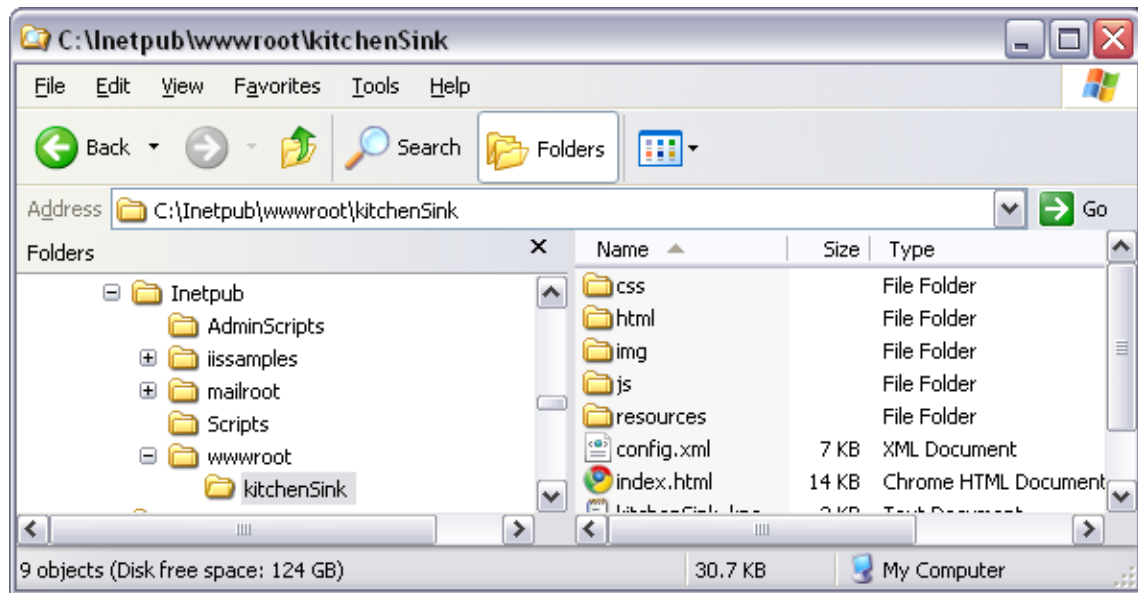 C:\Inetpub\wwwroot\kitchenSink
File Edit View Favorites Tools Help
Back Search Folders
Address C:\Inetpub\wwwroot\kitchenSink Go
Folders x Name Size Type
Inetpub
AdminScripts
iissamples
mailroot
Scripts
wwwroot
kitchenSink
css File Folder
html File Folder
img File Folder
js File Folder
resources File Folder
config.xml 7 KB XML Document
index.html 14 KB Chrome HTML Document
9 objects (Disk free space: 124 GB) 30.7 KB My Computer